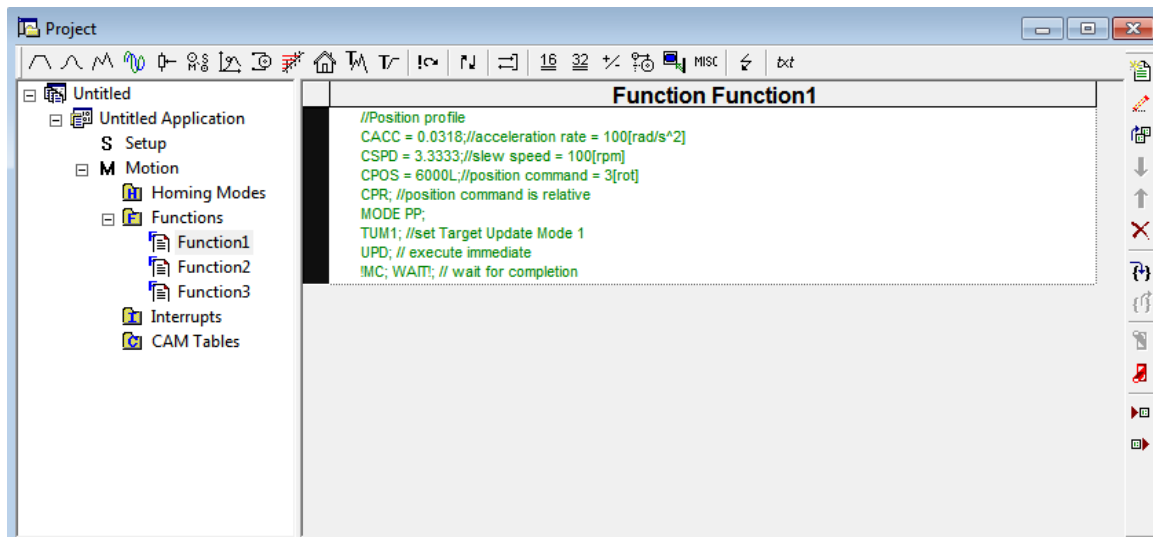 Project
16 32 +/- MISC txt
Untitled
Untitled Application
S Setup
M Motion
H Homing Modes
F Functions
Function1
Function2
Function3
I Interrupts
C CAM Tables
Function Function1
//Position profile
CACC = 0.0318;//acceleration rate = 100[rad/s^2]
CSPD = 3.3333;//slew speed = 100[rpm]
CPOS = 6000L;//position command = 3[rot]
CPR; //position command is relative
MODE PP;
TUM1; //set Target Update Mode 1
UPD; // execute immediate
!MC; WAIT!; // wait for completion